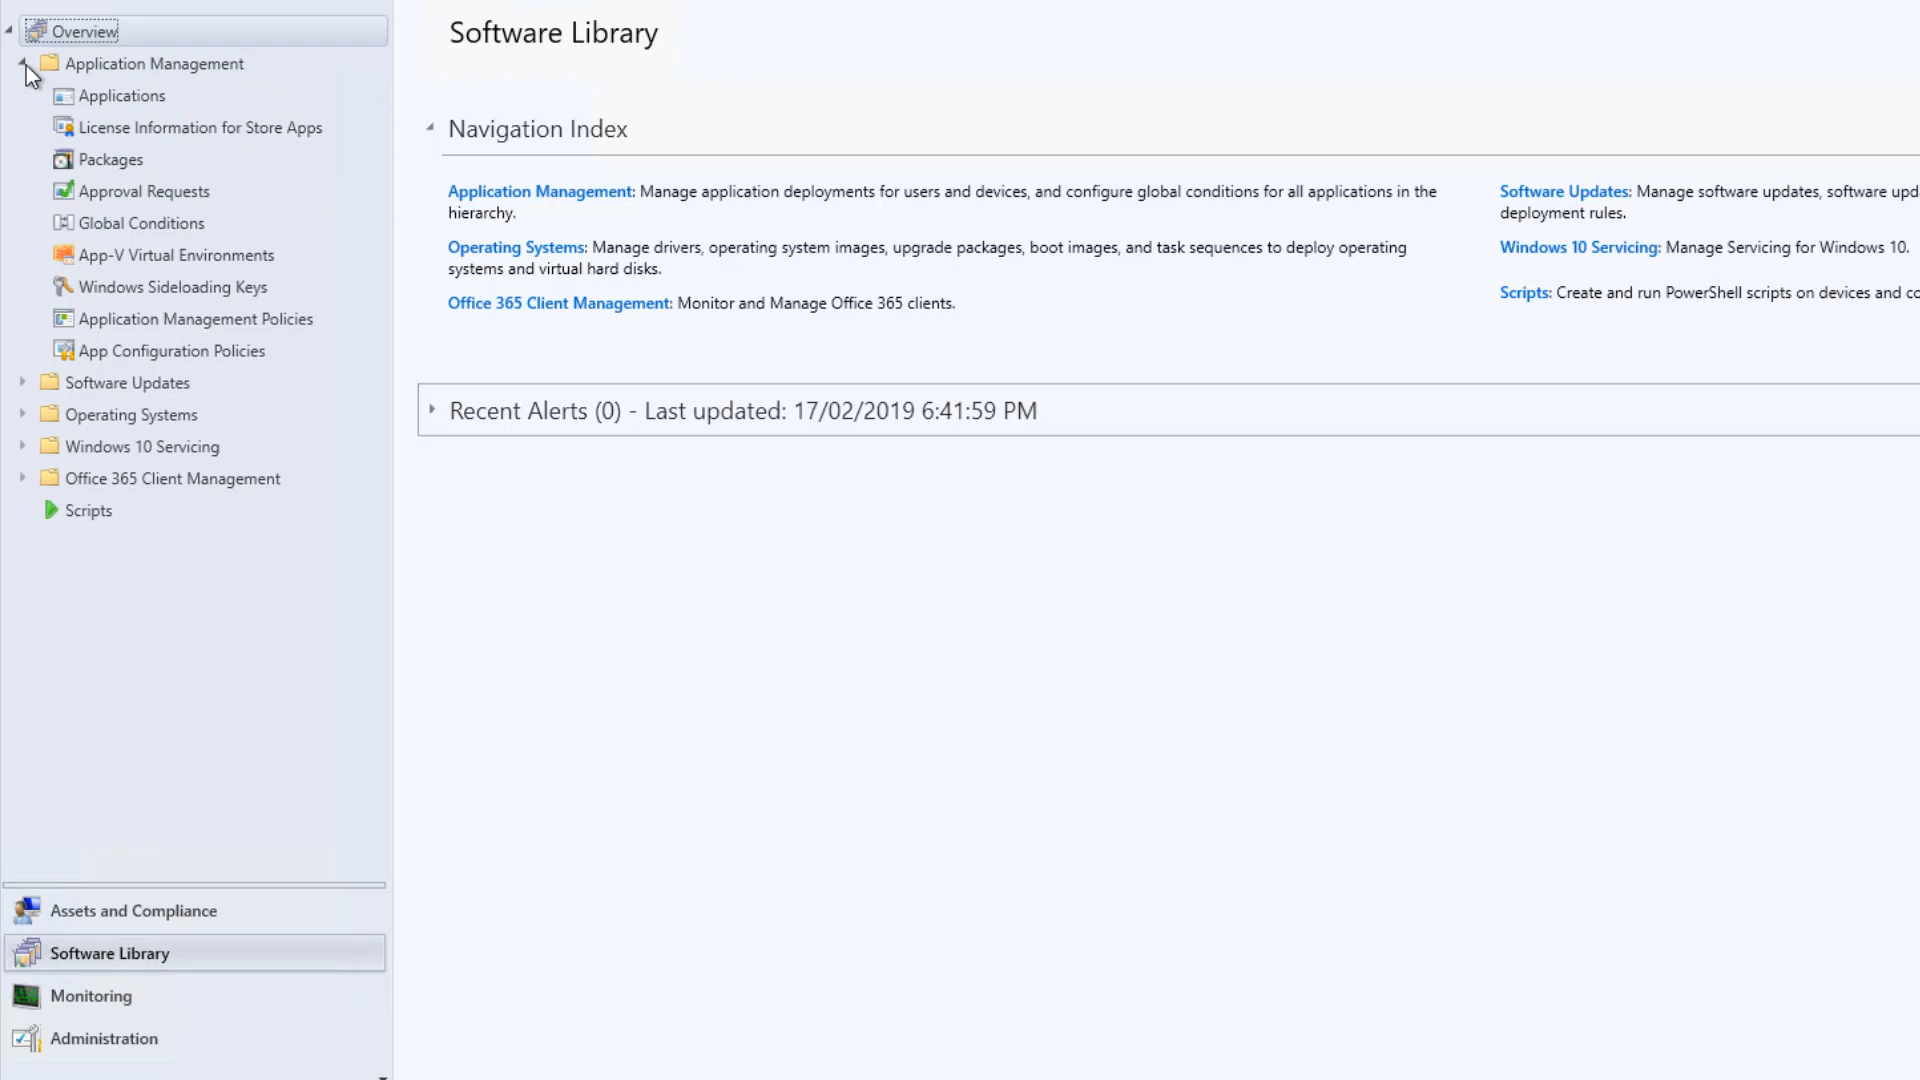 Overview
Application Management
Applications
License Information for Store Apps
Packages
Approval Requests
Global Conditions
App-V Virtual Environments
Windows Sideloading Keys
Application Management Policies
App Configuration Policies
Software Updates
Operating Systems
Windows 10 Servicing
Office 365 Client Management
Scripts
Assets and Compliance
Software Library
Monitoring
Administration
Software Library
Navigation Index
Application Management: Manage application deployments for users and devices, and configure global conditions for all applications in the
hierarchy.
Operating Systems: Manage drivers, operating system images, upgrade packages, boot images, and task sequences to deploy operating
systems and virtual hard disks.
Office 365 Client Management: Monitor and Manage Office 365 clients.
Software Updates: Manage software updates, software
deployment rules.
Windows 10 Servicing: Manage Servicing for Windows 10.
Scripts: Create and run PowerShell scripts on devices and
Recent Alerts (0) - Last updated: 17/02/2019 6:41:59 PM